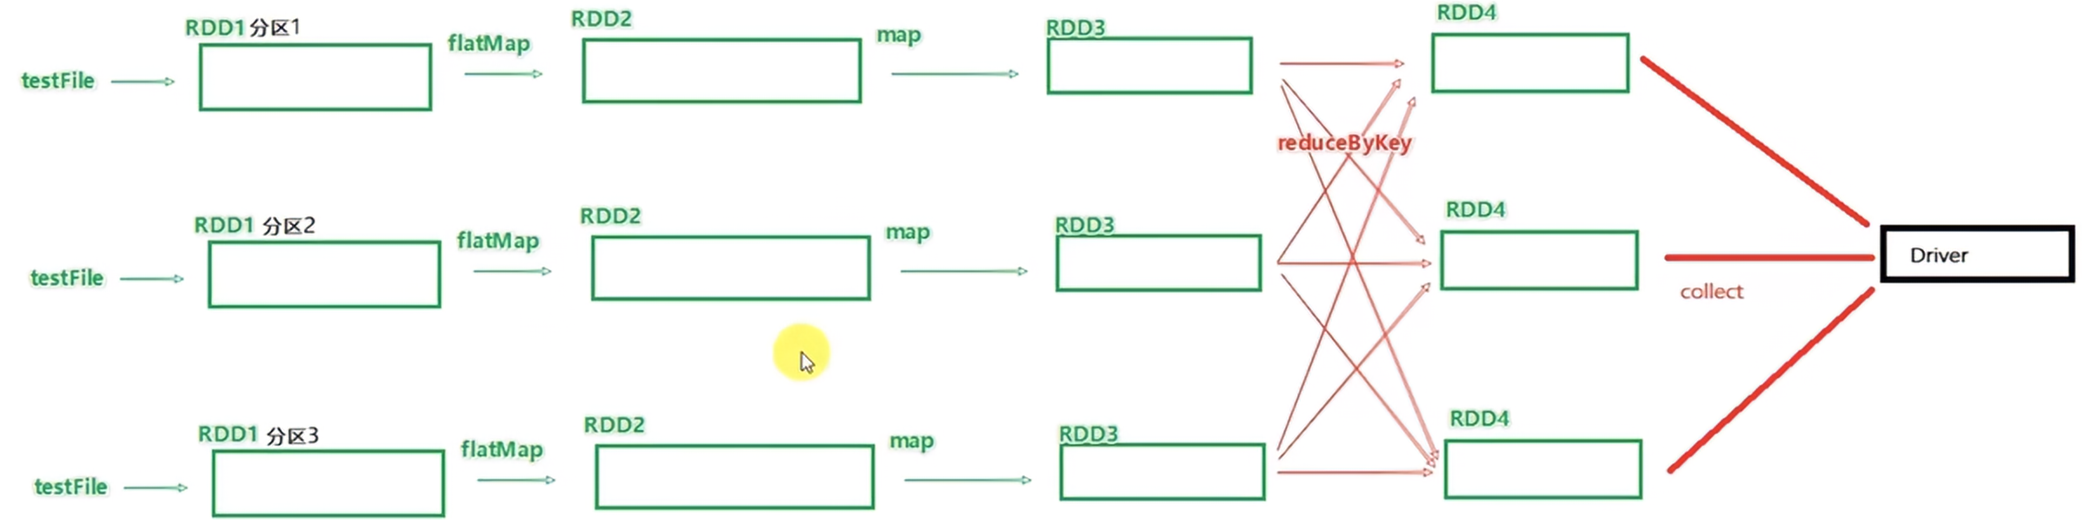 RDD1 分区1
RDD2
RDD3
RDD4
testFile
flatMap
map
reduceByKey
RDD1 分区2
RDD2
RDD3
RDD4
testFile
flatMap
map
Driver
collect
RDD1 分区3
RDD2
RDD3
RDD4
testFile
flatMap
map